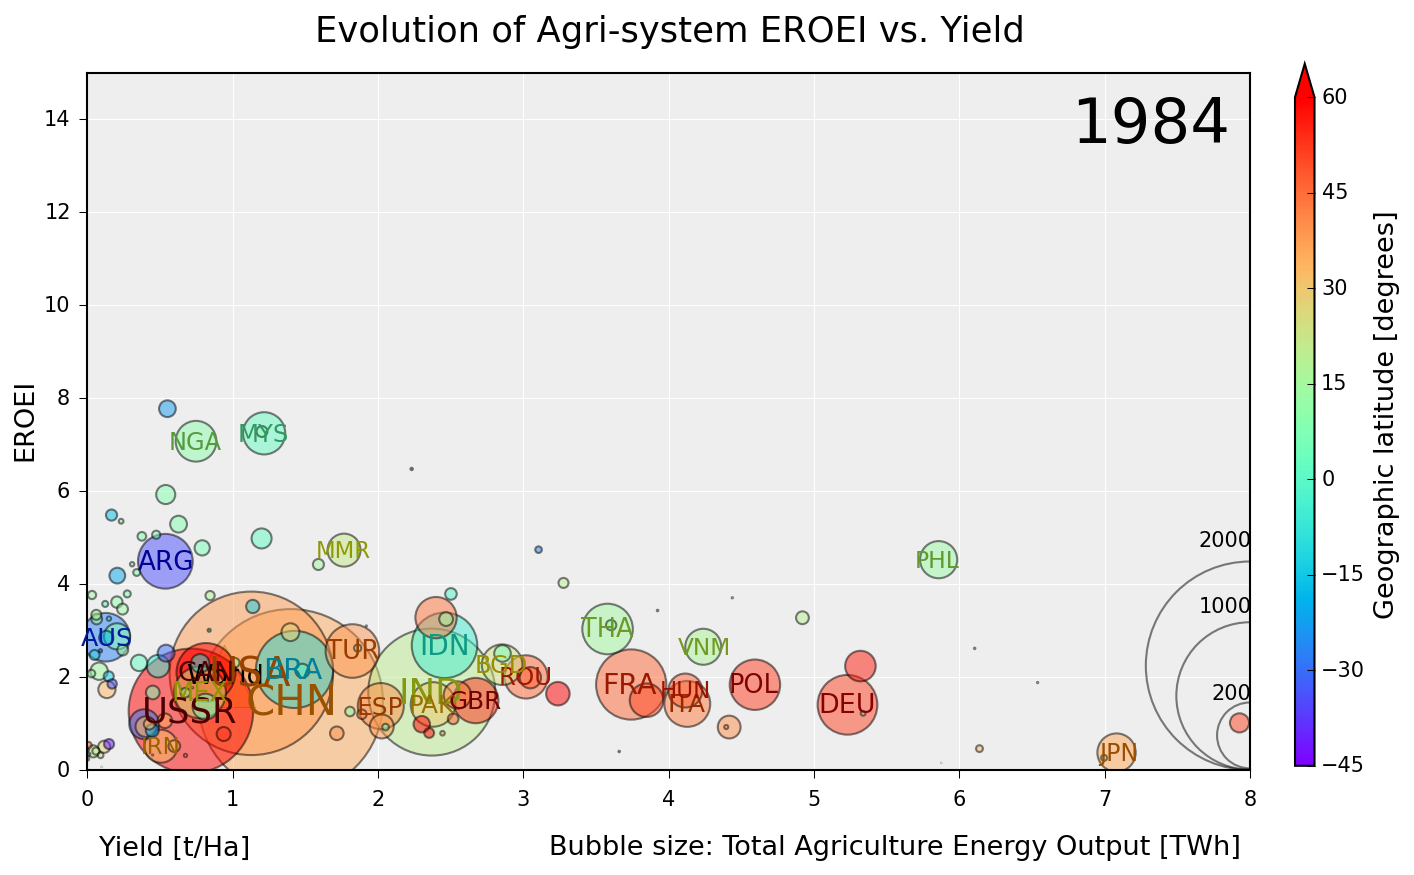 Evolution of Agri-system EROEI vs. Yield
1984
EROEI
14
12
10
8
6
4
2
0
0 1 2 3 4 5 6 7 8
Yield [t/Ha]
Bubble size: Total Agriculture Energy Output [TWh]
NGA
MYS
ARG
MMR
PHL
AUS
THA
VNM
IDN
TUR
BRA
BGD
ROU
FRA
HUN
POL
ITA
DEU
GBR
PAK
IND
ESP
CHN
USSR
MEX
IRN
JPN
2000
1000
200
60
45
30
15
0
−15
−30
−45
Geographic latitude [degrees]